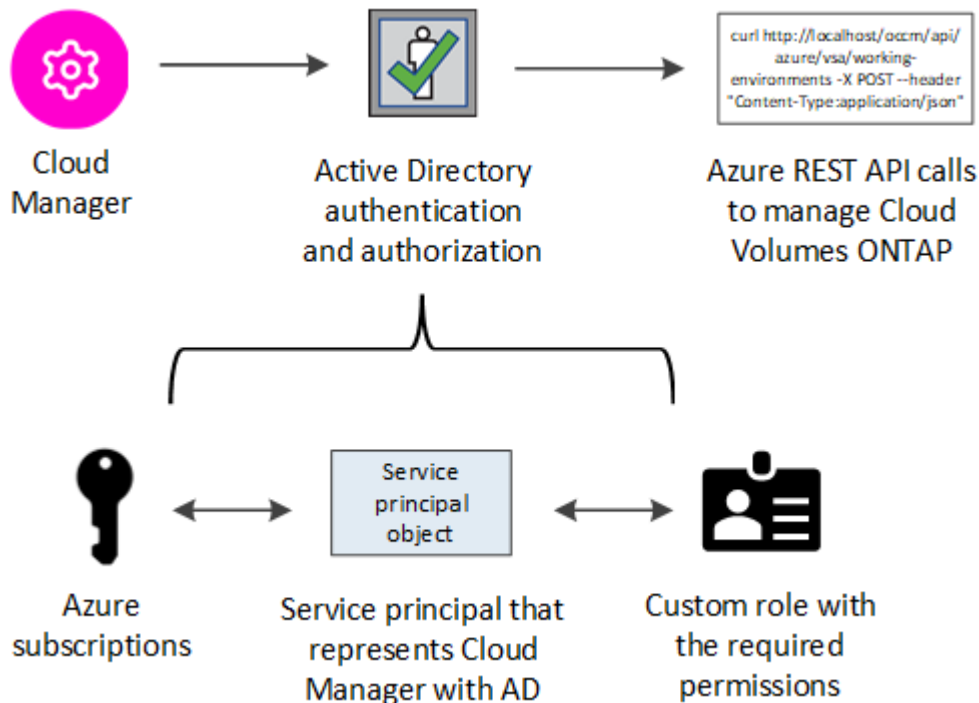 curl http://localhost/occm/api/
azure/vsa/working-
environments -X POST --header
"Content-Type:application/json"
Cloud
Manager
Active Directory
authentication
and authorization
Azure REST API calls
to manage Cloud
Volumes ONTAP
Service
principal
object
Azure
subscriptions
Service principal that
represents Cloud
Manager with AD
Custom role with
the required
permissions